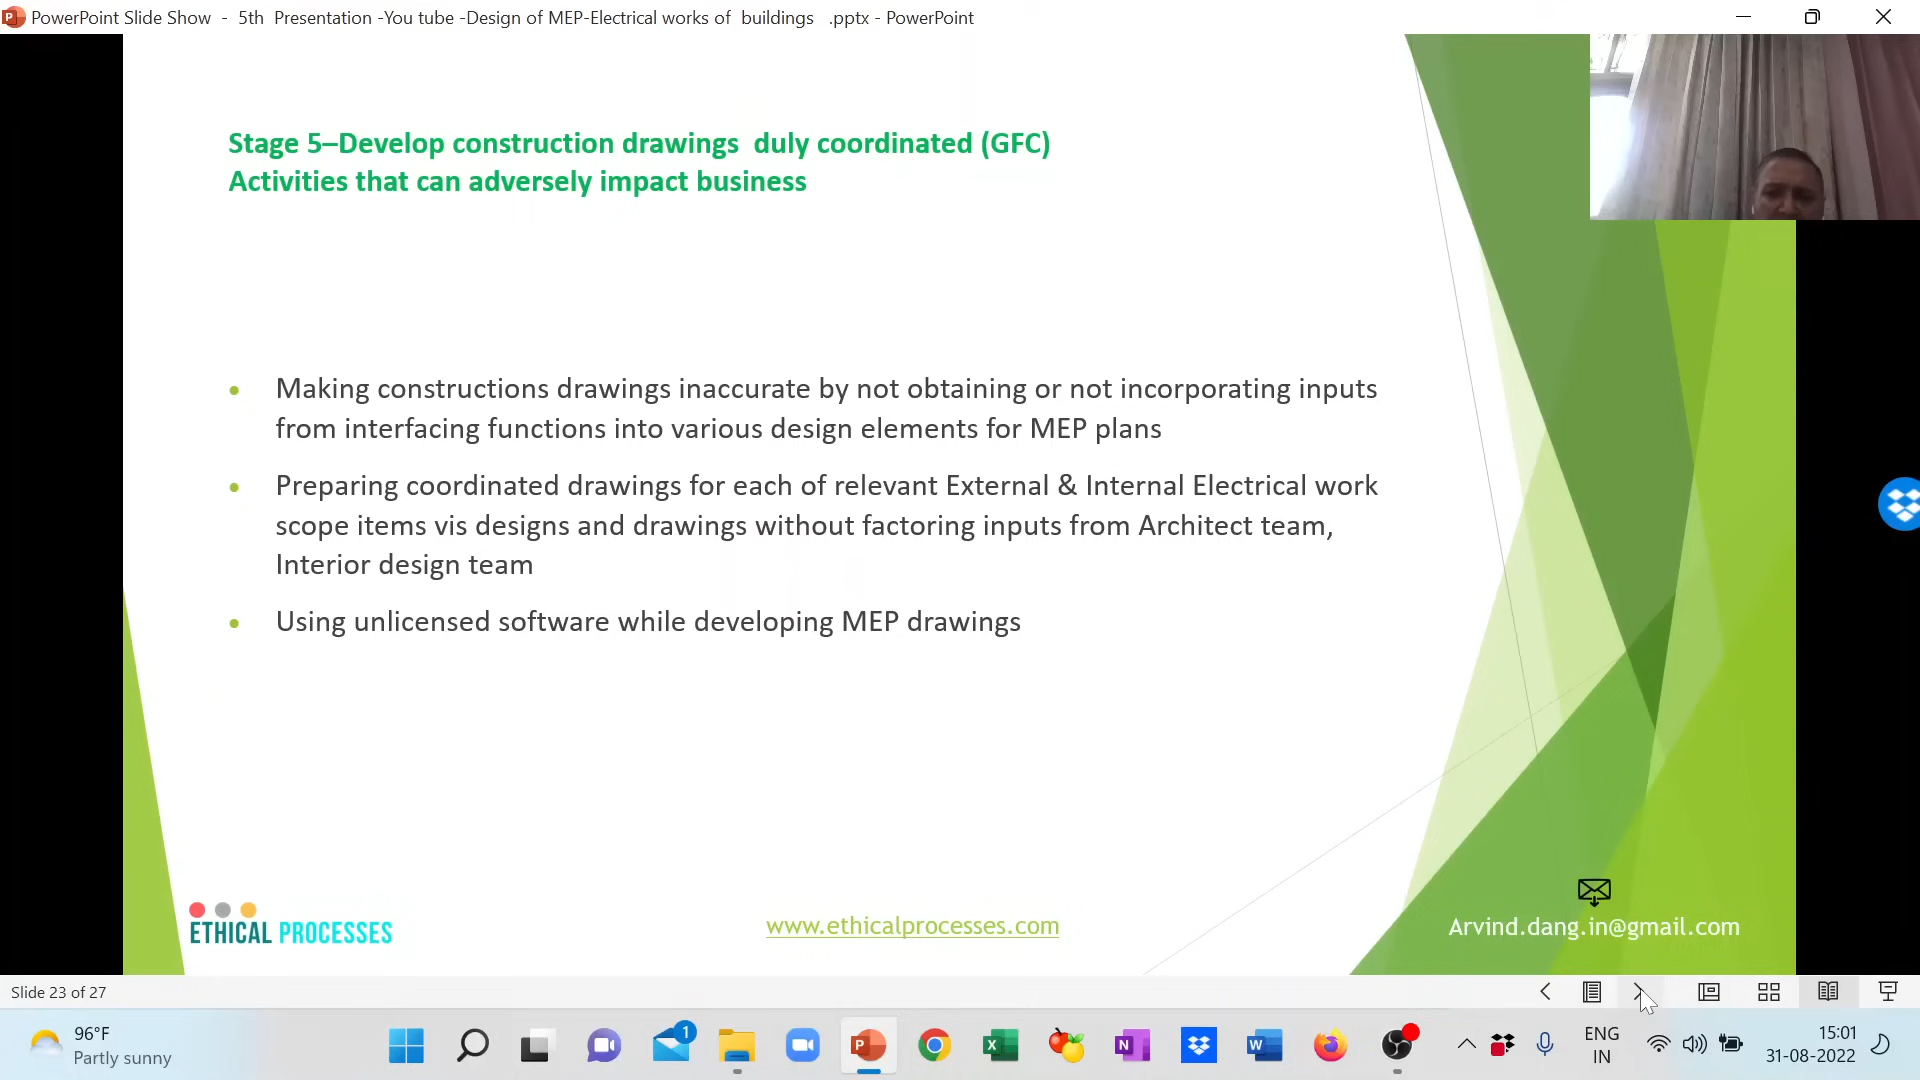 PowerPoint Slide Show - 5th Presentation -You tube -Design of MEP-Electrical works of buildings .pptx - PowerPoint
Stage 5–Develop construction drawings duly coordinated (GFC)
Activities that can adversely impact business
• Making constructions drawings inaccurate by not obtaining or not incorporating inputs
from interfacing functions into various design elements for MEP plans
• Preparing coordinated drawings for each of relevant External & Internal Electrical work
scope items vis designs and drawings without factoring inputs from Architect team,
Interior design team
• Using unlicensed software while developing MEP drawings
ETHICAL PROCESSES
www.ethicalprocesses.com
Arvind.dang.in@gmail.com
Slide 23 of 27
96°F
Partly sunny
1
ENG
IN
15:01
31-08-2022